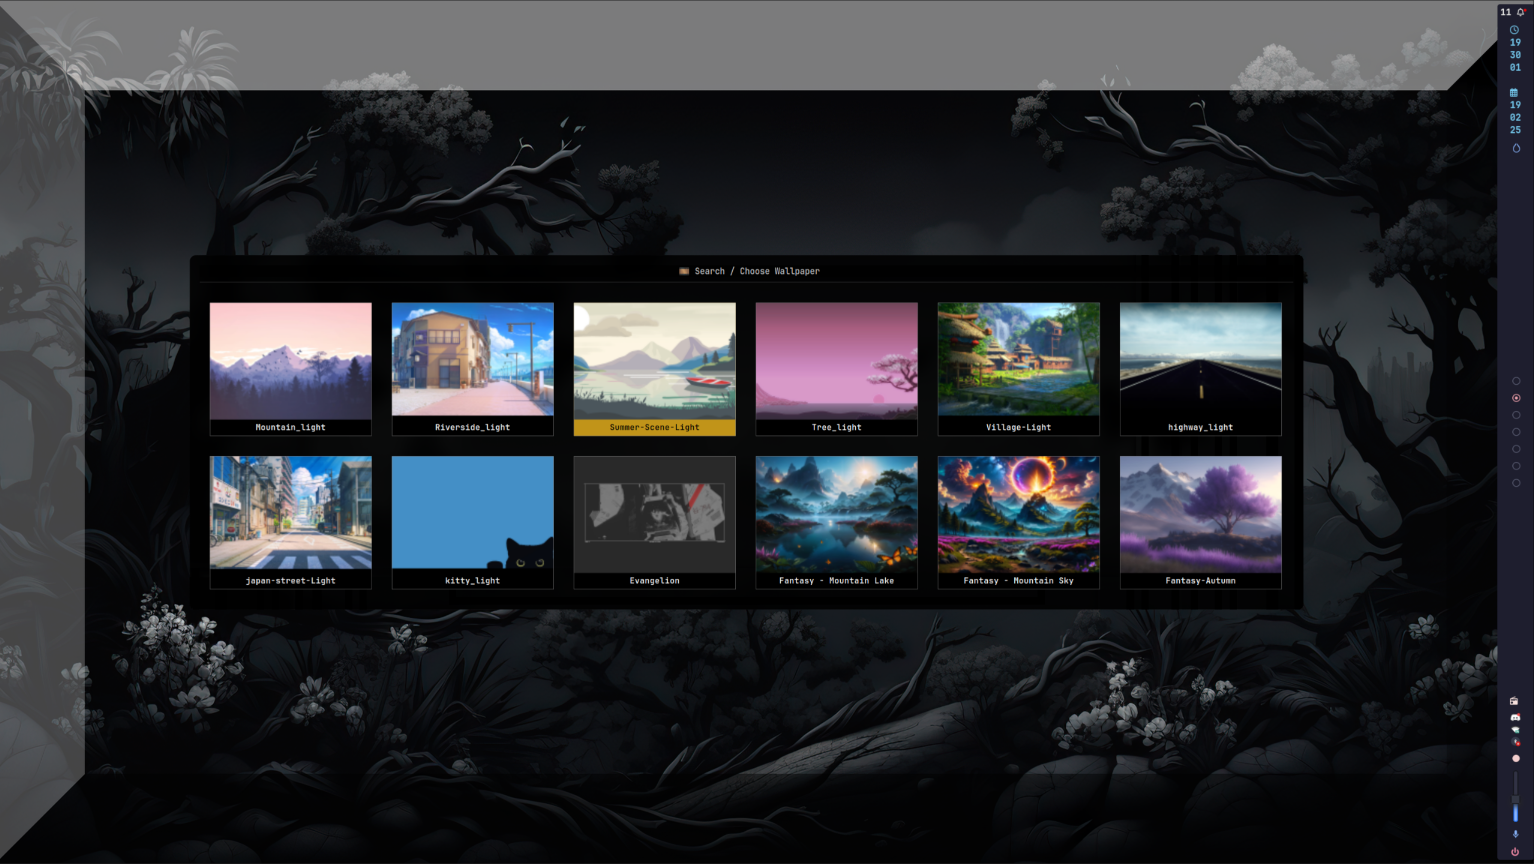 11
19
30
01
19
02
25
Search / Choose Wallpaper
Mountain_light
Riverside_light
Summer-Scene-Light
Tree_light
Village-Light
highway_light
japan-street-Light
kitty_light
Evangelion
Fantasy - Mountain Lake
Fantasy - Mountain Sky
Fantasy-Autumn